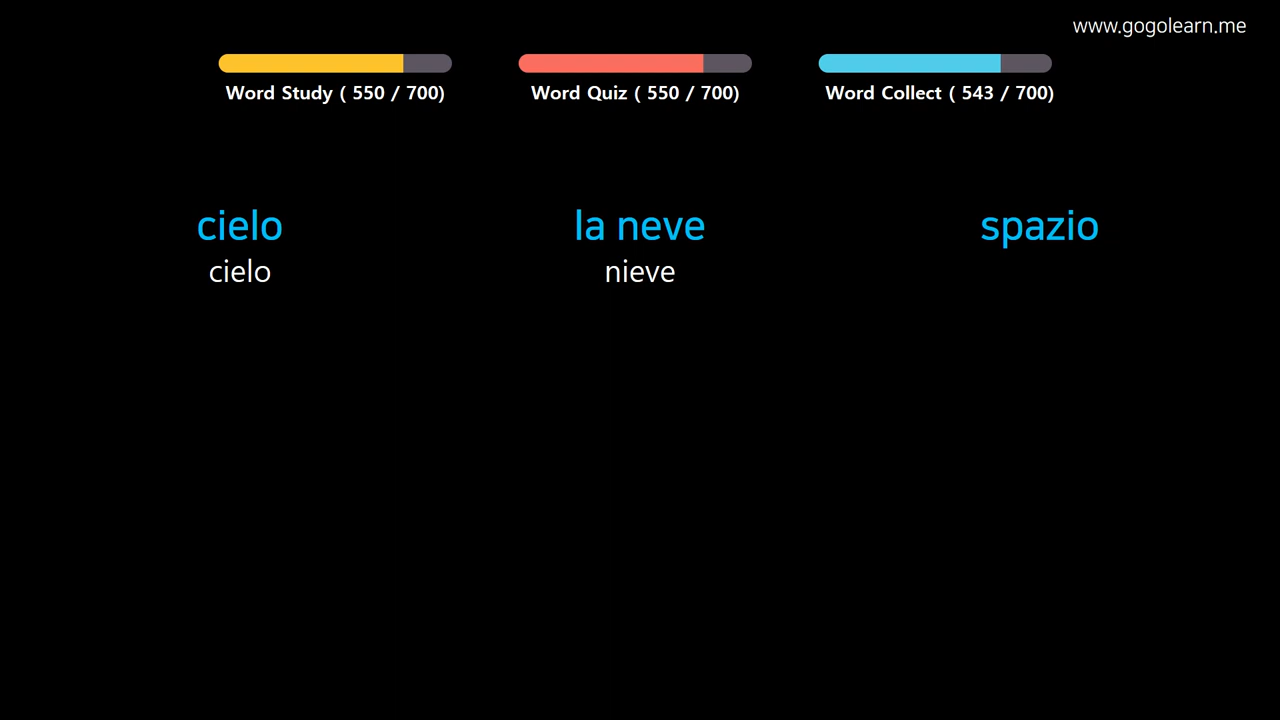 www.gogolearn.me
Word Study ( 550 / 700)
Word Quiz ( 550 / 700)
Word Collect ( 543 / 700)
cielo
la neve
spazio
cielo
nieve